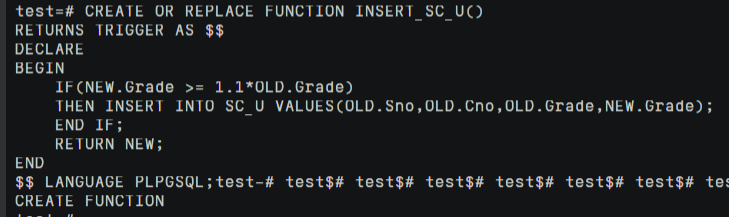 test=# CREATE OR REPLACE FUNCTION INSERT_SC_U()
RETURNS TRIGGER AS $$
DECLARE
BEGIN
    IF(NEW.Grade >= 1.1*OLD.Grade)
    THEN INSERT INTO SC_U VALUES(OLD.Sno,OLD.Cno,OLD.Grade,NEW.Grade);
    END IF;
    RETURN NEW;
END
$$ LANGUAGE PLPGSQL;test-# test$# test$# test$# test$# test$# test$# tes
CREATE FUNCTION